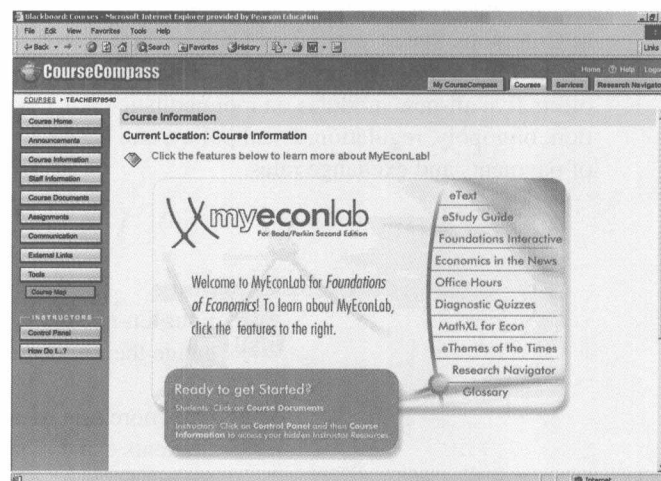 Blackboard: Courses - Microsoft Internet Explorer provided by Pearson Education
File Edit View Favorites Tools Help
Back Search Favorites History
Links
CourseCompass
Home Help Logout
My CourseCompass Courses Services Research Navigator
COURSES > TEACHER78540
Course Home
Announcements
Course Information
Staff Information
Course Documents
Assignments
Communication
External Links
Tools
Course Map
INSTRUCTORS
Control Panel
How Do I...?
Course Information
Current Location: Course Information
Click the features below to learn more about MyEconLab!
myeconlab
For Bade/Parkin Second Edition
Welcome to MyEconLab for Foundations
of Economics! To learn about MyEconLab,
click the features to the right.
eText
eStudy Guide
Foundations Interactive
Economics in the News
Office Hours
Diagnostic Quizzes
MathXL for Econ
eThemes of the Times
Research Navigator
Glossary
Ready to get Started?
Students: Click on Course Documents
Instructors: Click on Control Panel and then Course
Information to access your hidden Instructor Resources.
Internet